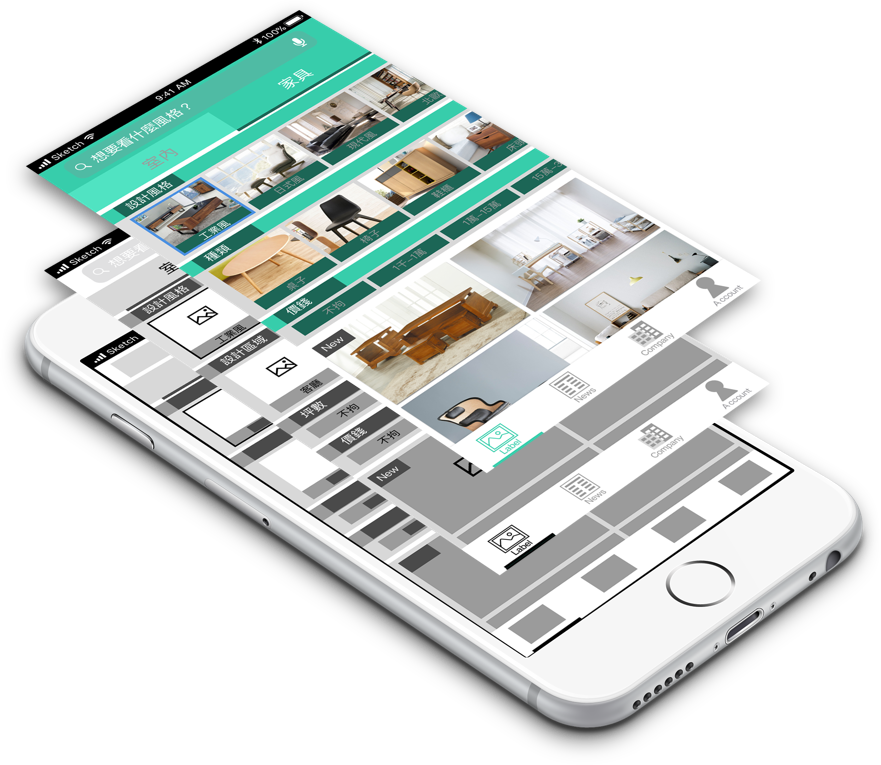 Sketch
9:41 AM
100%
想要看什麼風格？
室內
家具
設計風格
工業風
日式風
現代風
北歐
種類
桌子
椅子
鞋櫃
床
價錢
不拘
1千-1萬
1萬-15萬
15萬-
New
Label
News
Company
Account
Sketch
想要看
室
設計風格
工業風
設計區域
客廳
坪數
不拘
價錢
不拘
New
Label
News
Company
Account
Sketch